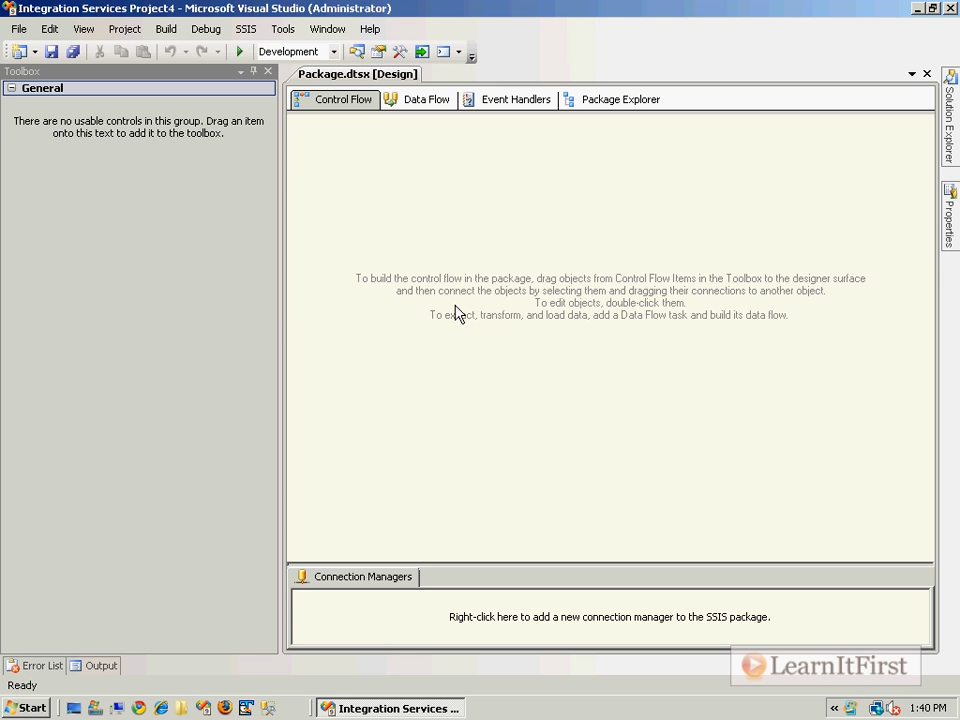 Integration Services Project4 - Microsoft Visual Studio (Administrator)
File Edit View Project Build Debug SSIS Tools Window Help
Development
Toolbox
General
There are no usable controls in this group. Drag an item
onto this text to add it to the toolbox.
Package.dtsx [Design]
Control Flow Data Flow Event Handlers Package Explorer
To build the control flow in the package, drag objects from Control Flow Items in the Toolbox to the designer surface
and then connect the objects by selecting them and dragging their connections to another object.
To edit objects, double-click them.
To transform, and load data, add a Data Flow task and build its data flow.
Connection Managers
Right-click here to add a new connection manager to the SSIS package.
Solution Explorer
Properties
Error List Output
Ready
LearnItFirst
Start Integration Services ... 1:40 PM